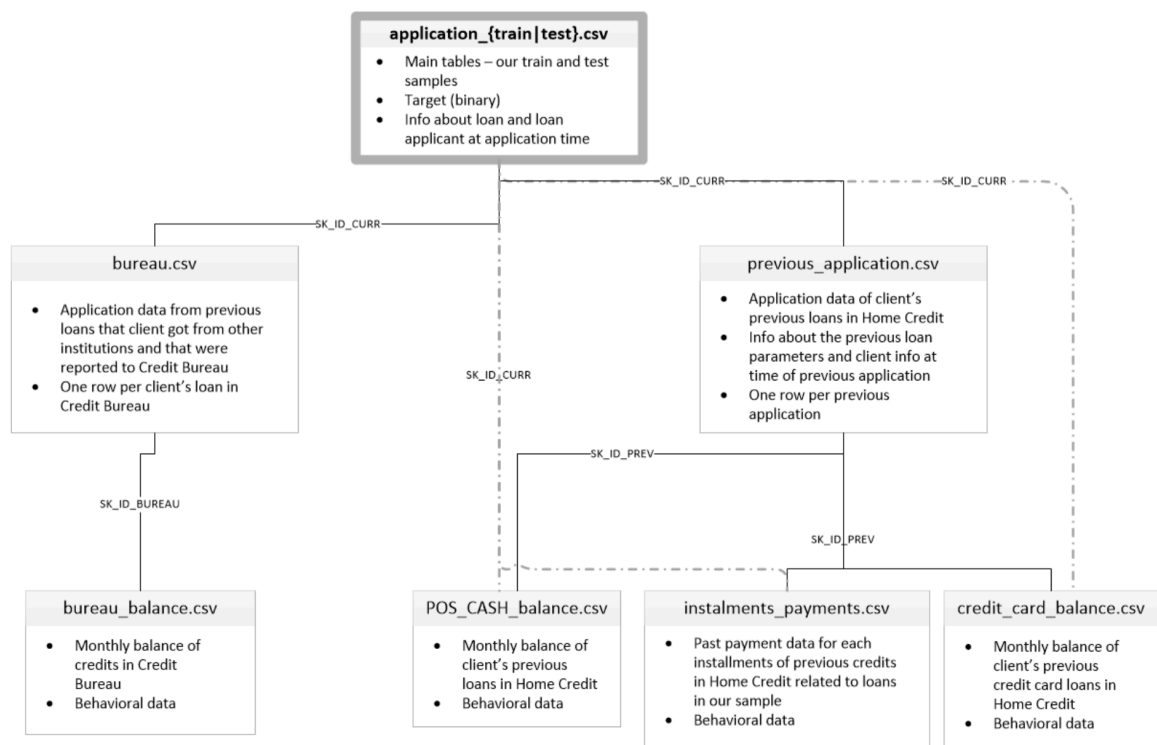 application_{train|test}.csv
• Main tables – our train and test
samples
• Target (binary)
• Info about loan and loan
applicant at application time
SK_ID_CURR
SK_ID_CURR
SK_ID_CURR
bureau.csv
• Application data from previous
loans that client got from other
institutions and that were
reported to Credit Bureau
• One row per client's loan in
Credit Bureau
previous_application.csv
• Application data of client's
previous loans in Home Credit
• Info about the previous loan
parameters and client info at
time of previous application
• One row per previous
application
SK_ID_CURR
SK_ID_PREV
SK_ID_BUREAU
SK_ID_PREV
bureau_balance.csv
• Monthly balance of
credits in Credit
Bureau
• Behavioral data
POS_CASH_balance.csv
• Monthly balance of
client's previous
loans in Home Credit
• Behavioral data
instalments_payments.csv
• Past payment data for each
installments of previous credits
in Home Credit related to loans
in our sample
• Behavioral data
credit_card_balance.csv
• Monthly balance of
client's previous
credit card loans in
Home Credit
• Behavioral data